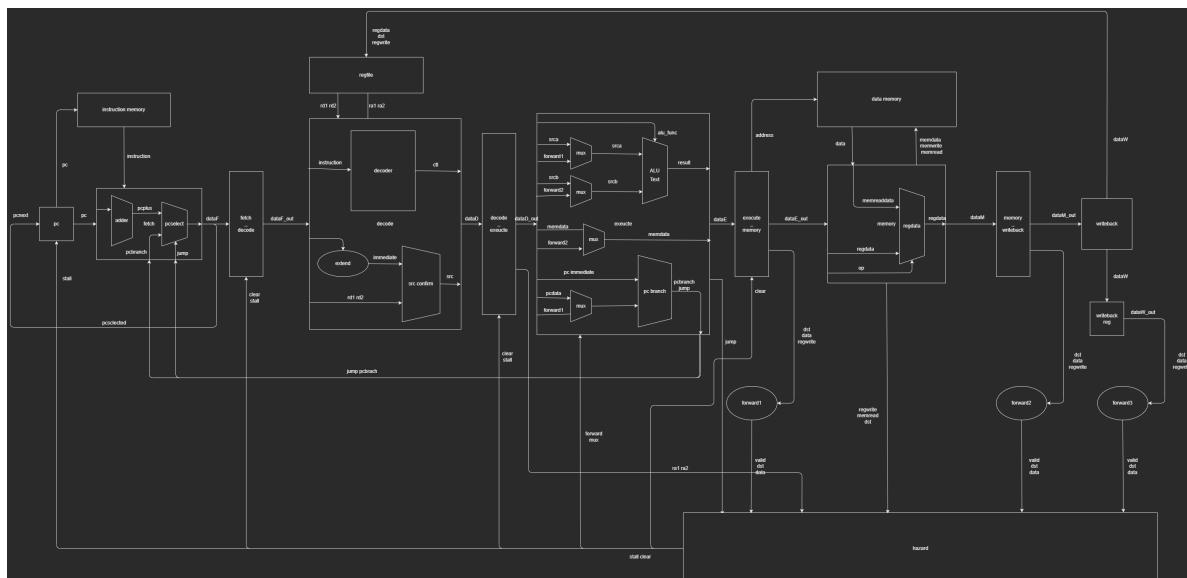 regdata
dst
regwrite
regfile
rd1 rd2
ra1 ra2
instruction memory
instruction
pc
pcnext
pc
pc
adder
pcplus
fetch
pcselect
pcbranch
jump
dataF
pcselected
stall
fetch
_
decode
dataF_out
clear
stall
instruction
decoder
ctl
decode
extend
immediate
src confirm
src
rd1 rd2
dataD
decode
_
exeucte
dataD_out
clear
stall
alu_func
srca
forward1
mux
srca
srcb
forward2
mux
srcb
ALU
Text
result
exeucte
memdata
forward2
mux
memdata
pc immediate
pcdata
forward1
mux
pc branch
pcbranch
jump
jump pcbrach
forward
mux
dataE
jump
execute
_
memory
dataE_out
clear
address
data memory
data
memdata
memwrite
memread
memreaddata
memory
regdata
regdata
op
regdata
dataM
memory
_
writeback
dataM_out
writeback
dataW
dataW
writeback
reg
dataW_out
dst
data
regwrite
dst
data
regwrite
dst
data
regwrite
forward1
forward2
forward3
regwrite
memread
dst
valid
dst
data
valid
dst
data
valid
dst
data
ra1 ra2
stall clear
hazard